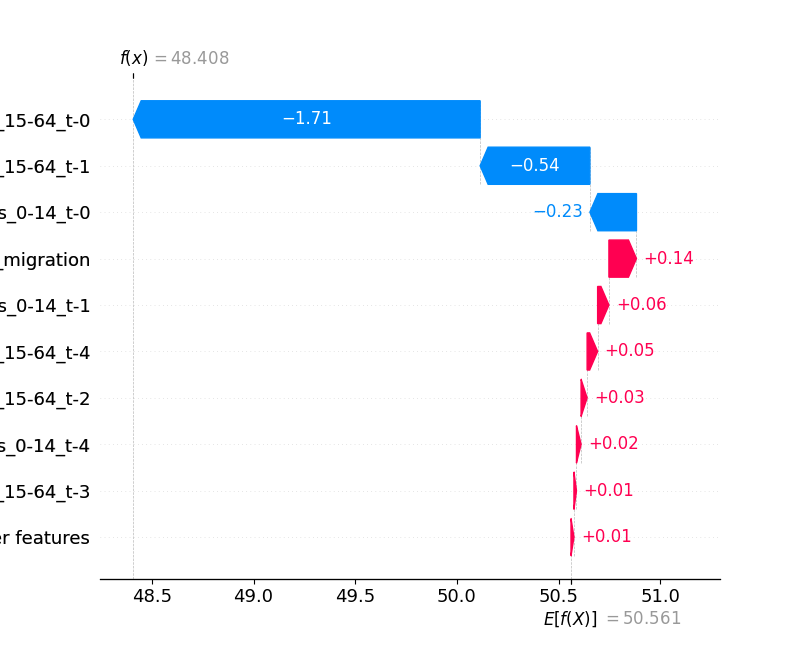 f(x) = 48.408
_15-64_t-0
−1.71
_15-64_t-1
−0.54
s_0-14_t-0
−0.23
_migration
+0.14
s_0-14_t-1
+0.06
_15-64_t-4
+0.05
_15-64_t-2
+0.03
s_0-14_t-4
+0.02
_15-64_t-3
+0.01
er features
+0.01
48.5 49.0 49.5 50.0 50.5 51.0
E[f(X)] = 50.561